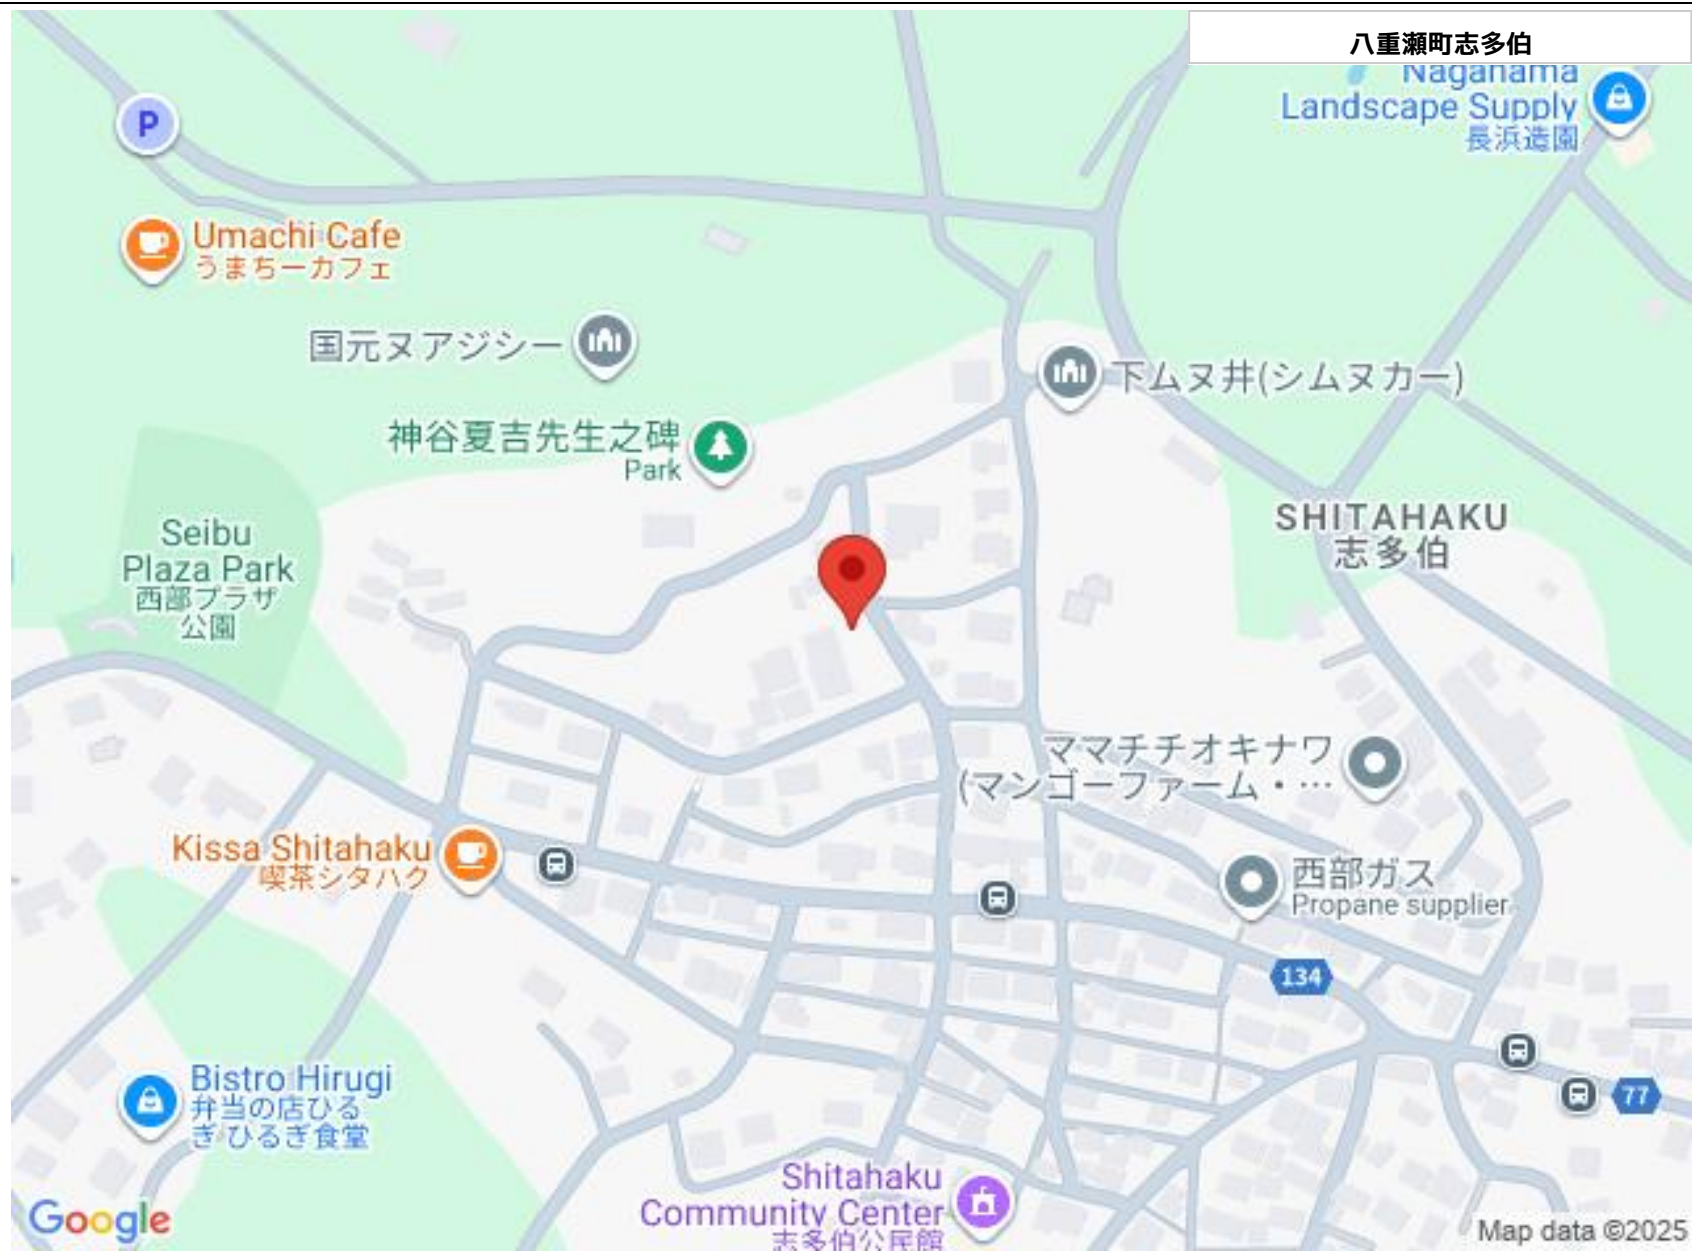 八重瀬町志多伯
Naganama
Landscape Supply
長浜造園
P
Umachi Cafe
うまちーカフェ
国元ヌアジシー
下ムヌ井(シムヌカー)
神谷夏吉先生之碑
Park
SHITAHAKU
志多伯
Seibu
Plaza Park
西部プラザ
公園
ママチチオキナワ
(マンゴーファーム・…
Kissa Shitahaku
喫茶シタハク
西部ガス
Propane supplier
134
77
Bistro Hirugi
弁当の店ひる
ぎ ひるぎ食堂
Shitahaku
Community Center
志多伯公民館
Google
Map data ©2025